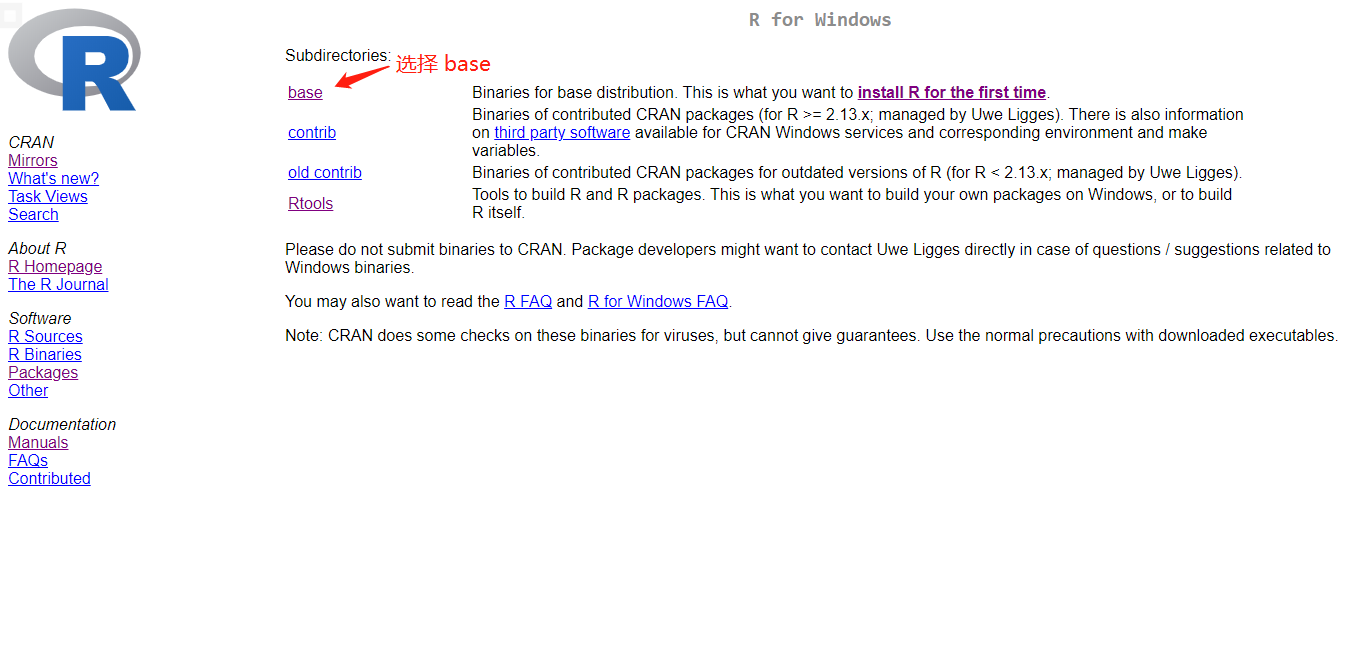 R
R for Windows
Subdirectories:
选择 base
base
Binaries for base distribution. This is what you want to install R for the first time.
contrib
Binaries of contributed CRAN packages (for R >= 2.13.x; managed by Uwe Ligges). There is also information
on third party software available for CRAN Windows services and corresponding environment and make
variables.
old contrib
Binaries of contributed CRAN packages for outdated versions of R (for R < 2.13.x; managed by Uwe Ligges).
Rtools
Tools to build R and R packages. This is what you want to build your own packages on Windows, or to build
R itself.
Please do not submit binaries to CRAN. Package developers might want to contact Uwe Ligges directly in case of questions / suggestions related to
Windows binaries.
You may also want to read the R FAQ and R for Windows FAQ.
Note: CRAN does some checks on these binaries for viruses, but cannot give guarantees. Use the normal precautions with downloaded executables.
CRAN
Mirrors
What's new?
Task Views
Search
About R
R Homepage
The R Journal
Software
R Sources
R Binaries
Packages
Other
Documentation
Manuals
FAQs
Contributed